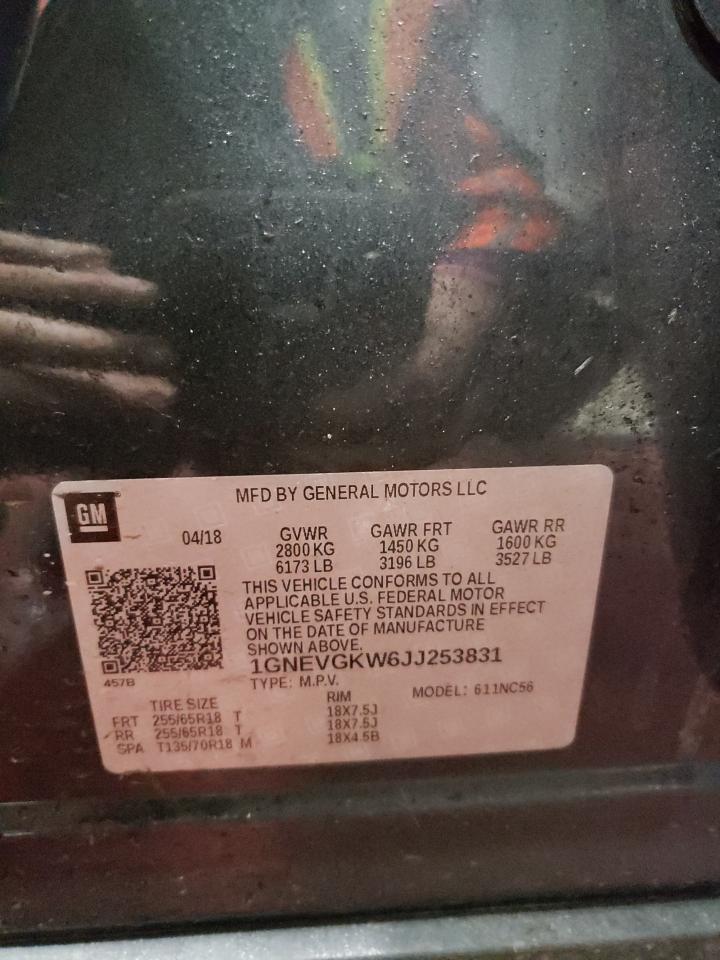 GM
MFD BY GENERAL MOTORS LLC
04/18 GVWR GAWR FRT GAWR RR
2800 KG 1450 KG 1600 KG
6173 LB 3196 LB 3527 LB
THIS VEHICLE CONFORMS TO ALL
APPLICABLE U.S. FEDERAL MOTOR
VEHICLE SAFETY STANDARDS IN EFFECT
ON THE DATE OF MANUFACTURE
SHOWN ABOVE.
1GNEVGKW6JJ253831
457B
TYPE: M.P.V. MODEL: 611NC56
TIRE SIZE RIM
FRT 255/65R18 T 18X7.5J
RR 255/65R18 T 18X7.5J
SPA T135/70R18 M 18X4.5B